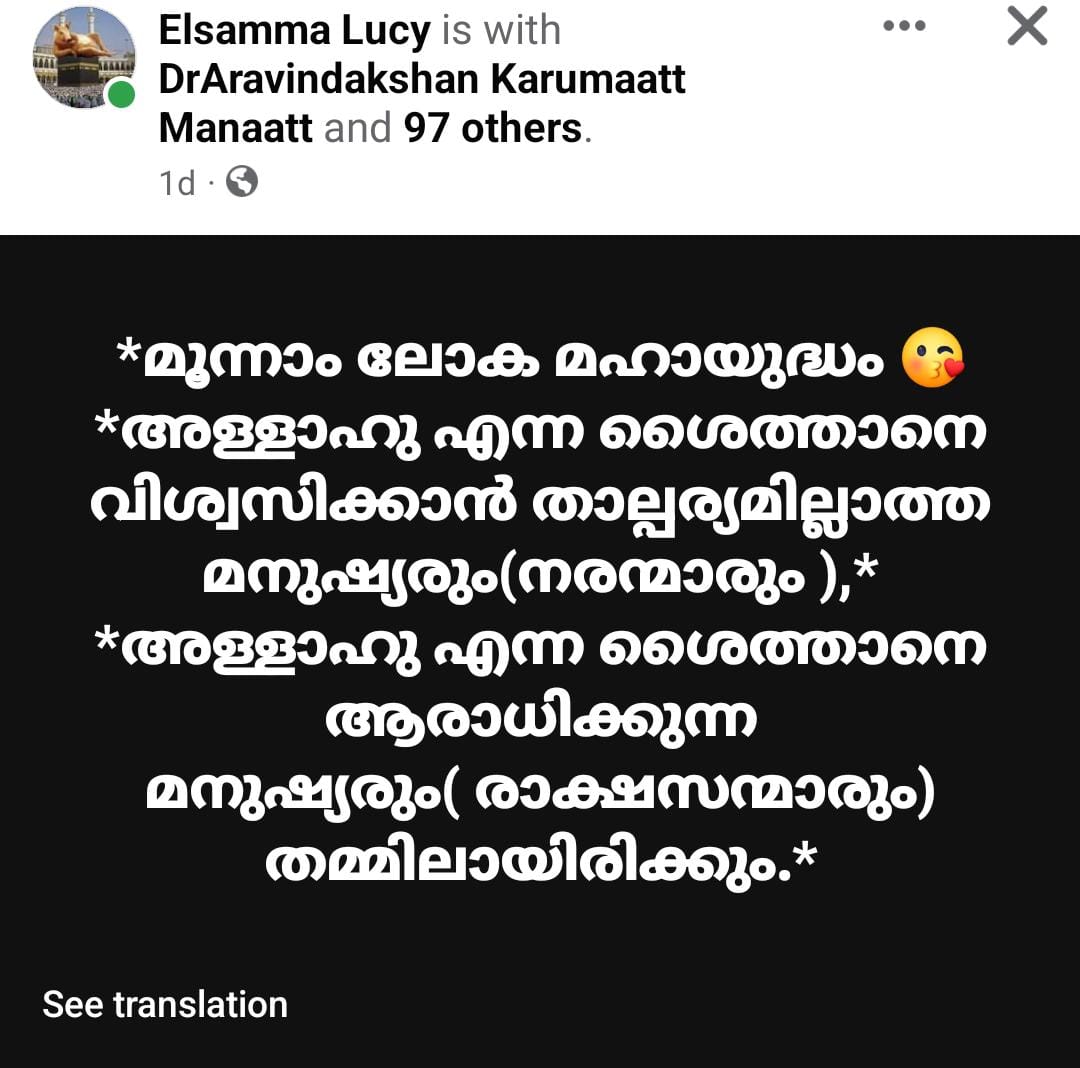 Elsamma Lucy is with
DrAravindakshan Karumaatt
Manaatt and 97 others.
1d ·
*മൂന്നാം ലോക മഹായുദ്ധം 😘
*അള്ളാഹു എന്ന ശൈത്താനെ
വിശ്വസിക്കാൻ താല്പര്യമില്ലാത്ത
മനുഷ്യരും(നരന്മാരും ),*
*അള്ളാഹു എന്ന ശൈത്താനെ
ആരാധിക്കുന്ന
മനുഷ്യരും( രാക്ഷസന്മാരും)
തമ്മിലായിരിക്കും.*
See translation